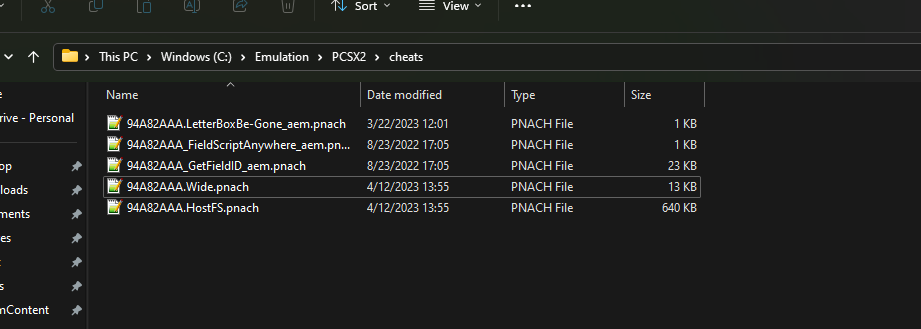 Sort
View
This PC > Windows (C:) > Emulation > PCSX2 > cheats
Name Date modified Type Size
94A82AAA.LetterBoxBe-Gone_aem.pnach 3/22/2023 12:01 PNACH File 1 KB
94A82AAA_FieldScriptAnywhere_aem.pn... 8/23/2022 17:05 PNACH File 1 KB
94A82AAA_GetFieldID_aem.pnach 8/23/2022 17:05 PNACH File 23 KB
94A82AAA.Wide.pnach 4/12/2023 13:55 PNACH File 13 KB
94A82AAA.HostFS.pnach 4/12/2023 13:55 PNACH File 640 KB
e
rive - Personal
op
loads
ments
es
s
mContent